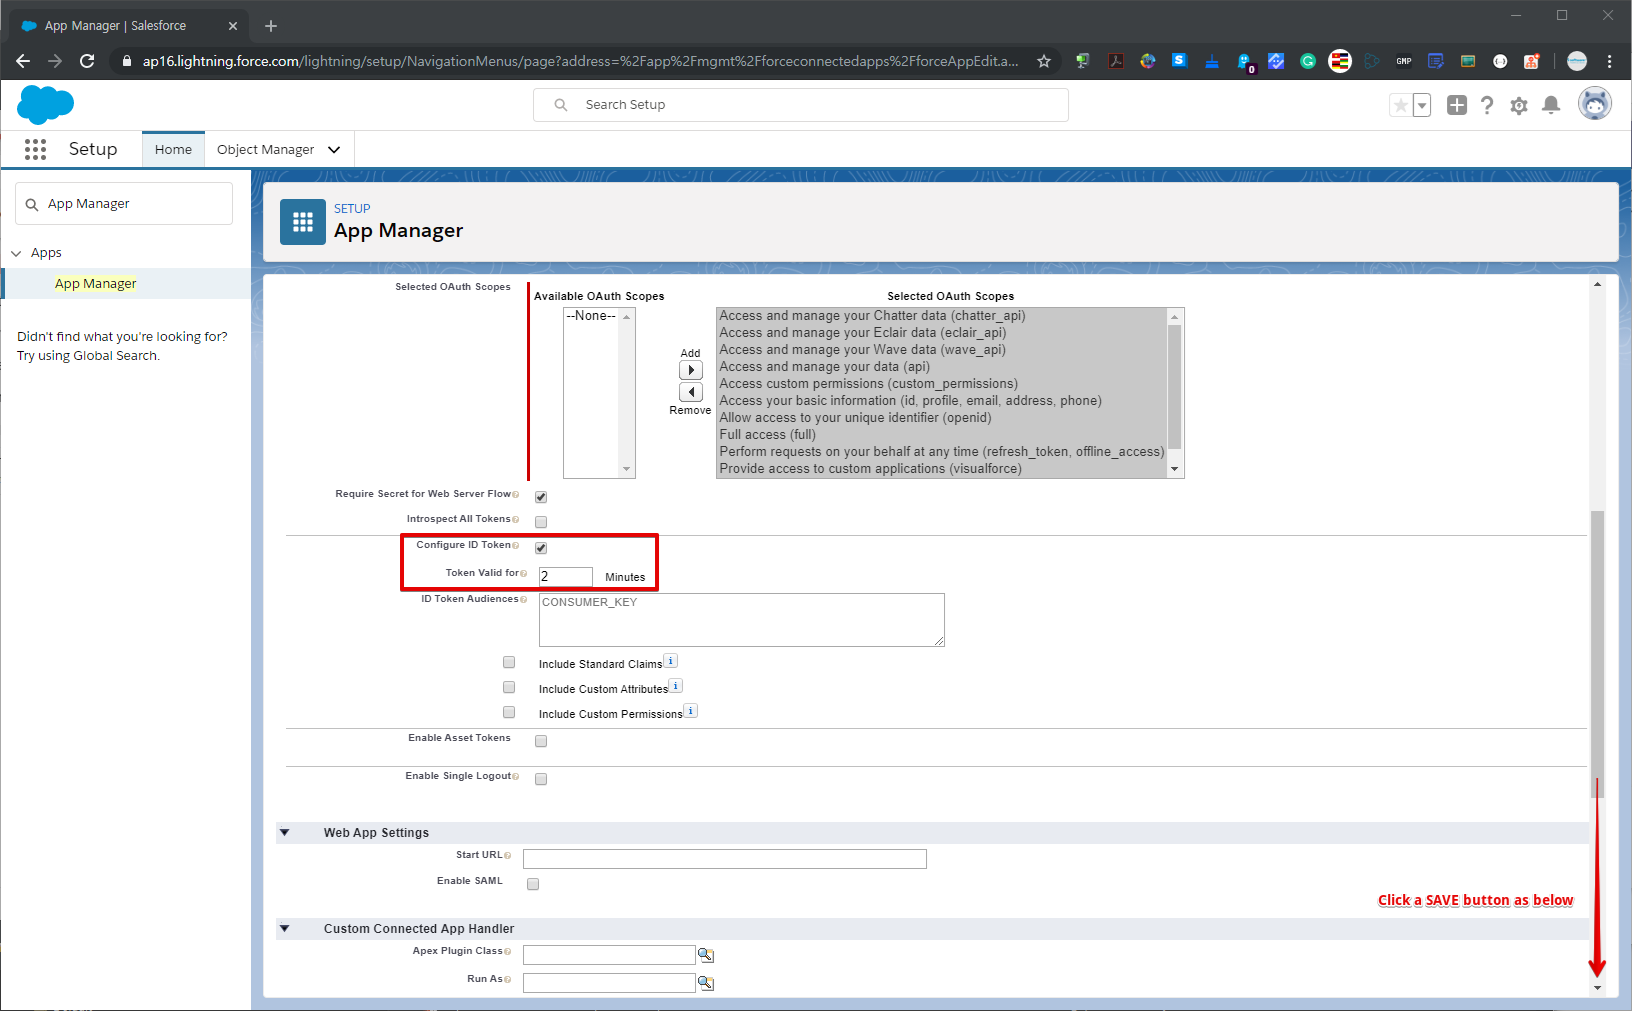 App Manager | Salesforce
ap16.lightning.force.com/lightning/setup/NavigationMenus/page?address=%2Fapp%2Fmgmt%2Fforceconnectedapps%2FforceAppEdit.a...
S
0
GMP
Search Setup
Setup
Home
Object Manager
App Manager
Apps
App Manager
Didn't find what you're looking for?
Try using Global Search.
SETUP
App Manager
Selected OAuth Scopes
Available OAuth Scopes
Selected OAuth Scopes
--None--
Add
Remove
Access and manage your Chatter data (chatter_api)
Access and manage your Eclair data (eclair_api)
Access and manage your Wave data (wave_api)
Access and manage your data (api)
Access custom permissions (custom_permissions)
Access your basic information (id, profile, email, address, phone)
Allow access to your unique identifier (openid)
Full access (full)
Perform requests on your behalf at any time (refresh_token, offline_access)
Provide access to custom applications (visualforce)
Require Secret for Web Server Flow
Introspect All Tokens
Configure ID Token
Token Valid for
2
Minutes
ID Token Audiences
CONSUMER_KEY
Include Standard Claims
Include Custom Attributes
Include Custom Permissions
Enable Asset Tokens
Enable Single Logout
Web App Settings
Start URL
Enable SAML
Click a SAVE button as below
Custom Connected App Handler
Apex Plugin Class
Run As